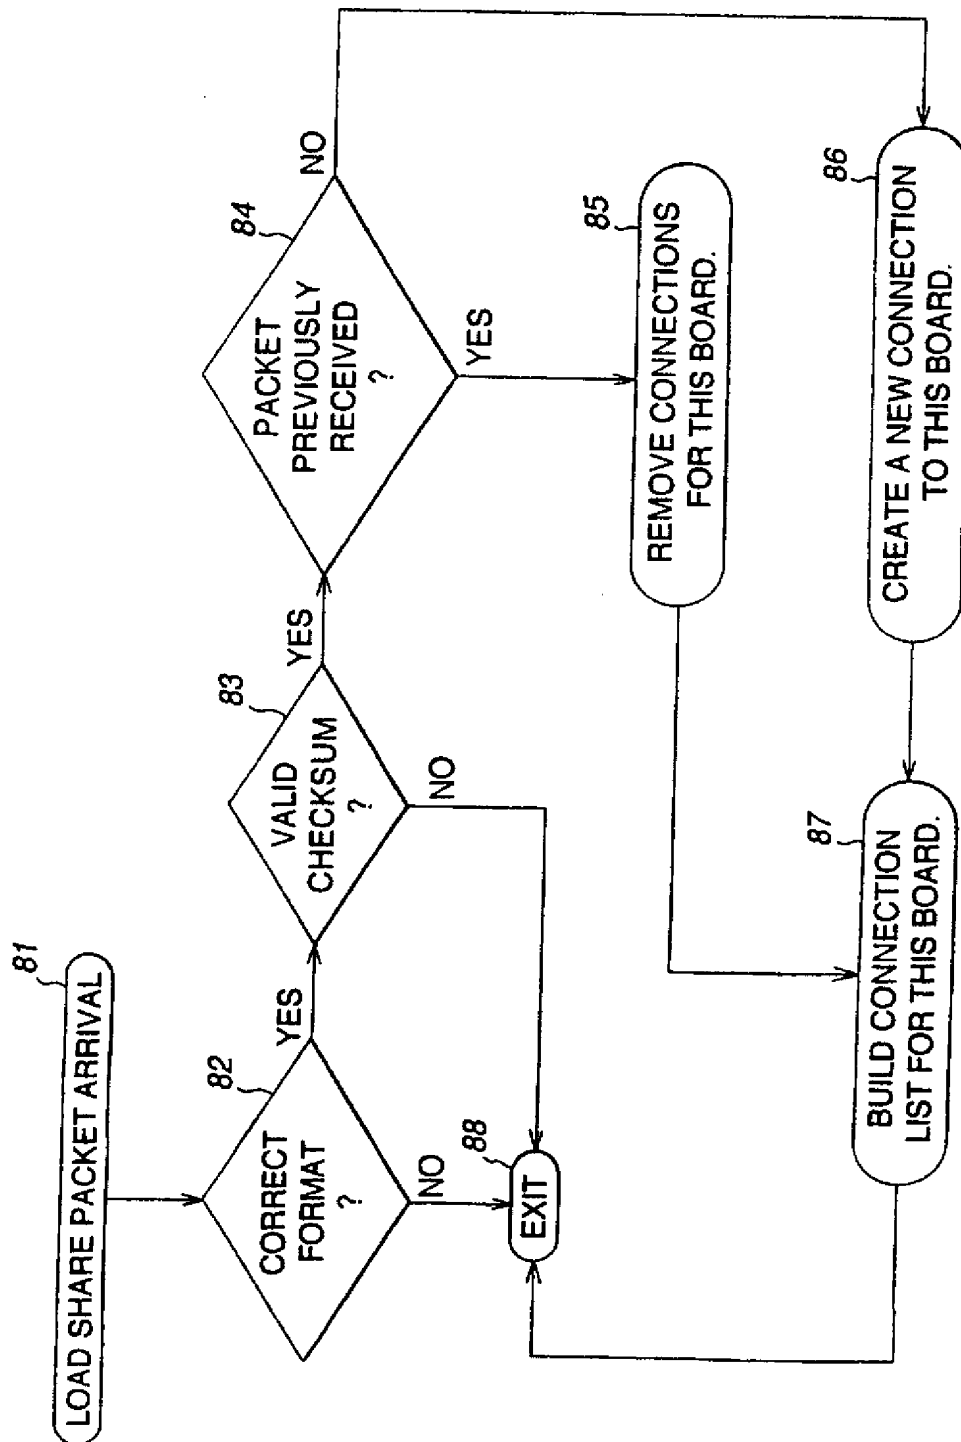 81
LOAD SHARE PACKET ARRIVAL
82
CORRECT
FORMAT
?
YES
NO
83
VALID
CHECKSUM
?
YES
NO
84
PACKET
PREVIOUSLY
RECEIVED
?
NO
YES
85
REMOVE CONNECTIONS
FOR THIS BOARD.
86
CREATE A NEW CONNECTION
TO THIS BOARD.
87
BUILD CONNECTION
LIST FOR THIS BOARD.
88
EXIT